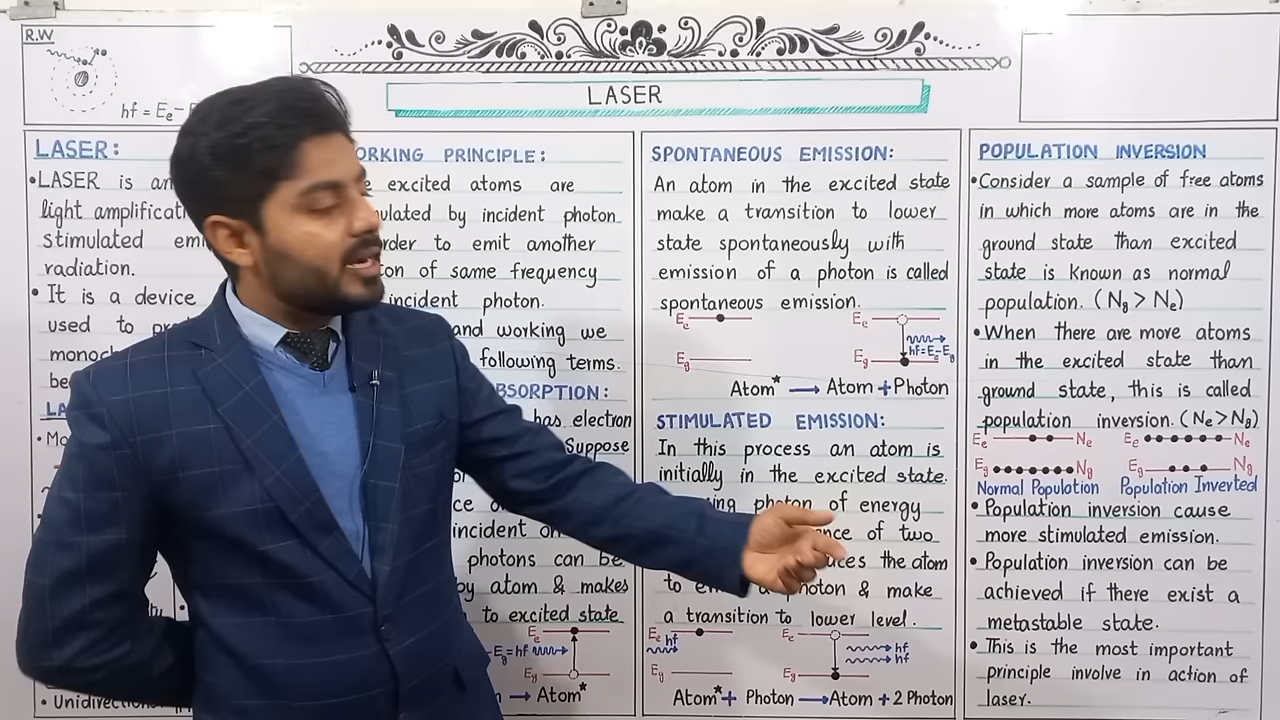 R.W
hf = Ee -
LASER
LASER:
• LASER is an
light amplificat
stimulated emi
radiation.
• It is a device
used to pr
monoc
be
LA
• Mo
• Unidirection
ORKING PRINCIPLE:
e excited atoms are
ulated by incident photon
rder to emit another
on of same frequency
incident photon.
and working we
following terms.
BSORPTION:
has electron
Suppose
ce o
incident on
photons can be
by atom & makes
to excited state
Ee
- Eg = hf
Eg
→ Atom*
SPONTANEOUS EMISSION:
An atom in the excited state
make a transition to lower
state spontaneously with
emission of a photon is called
spontaneous emission.
Ee Ee
hf = Ee - Eg
Eg Eg
Atom* → Atom + Photon
STIMULATED EMISSION:
In this process an atom is
initially in the excited state.
ing photon of energy
nce of two
uces the atom
to em a photon & make
a transition to lower level.
Ee hf Ee hf
hf
Eg Eg
Atom* + Photon → Atom + 2 Photon
POPULATION INVERSION
• Consider a sample of free atoms
in which more atoms are in the
ground state than excited
state is known as normal
population. (Ng > Ne)
• When there are more atoms
in the excited state than
ground state, this is called
population inversion. (Ne > Ng)
Ee Ne Ee Ne
Eg Ng Eg Ng
Normal Population Population Inverted
• Population inversion cause
more stimulated emission.
• Population inversion can be
achieved if there exist a
metastable state.
• This is the most important
principle involve in action of
laser.